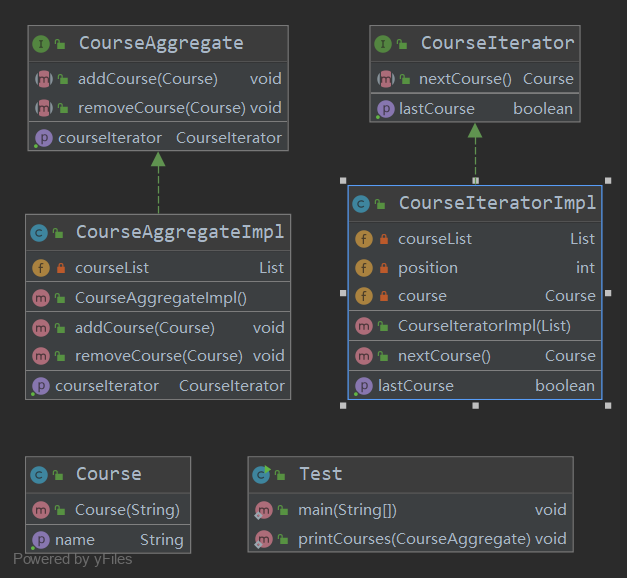 CourseAggregate
addCourse(Course) void
removeCourse(Course) void
courseIterator CourseIterator
CourseIterator
nextCourse() Course
lastCourse boolean
CourseAggregateImpl
courseList List
CourseAggregateImpl()
addCourse(Course) void
removeCourse(Course) void
courseIterator CourseIterator
CourseIteratorImpl
courseList List
position int
course Course
CourseIteratorImpl(List)
nextCourse() Course
lastCourse boolean
Course
Course(String)
name String
Test
main(String[]) void
printCourses(CourseAggregate) void
Powered by yFiles